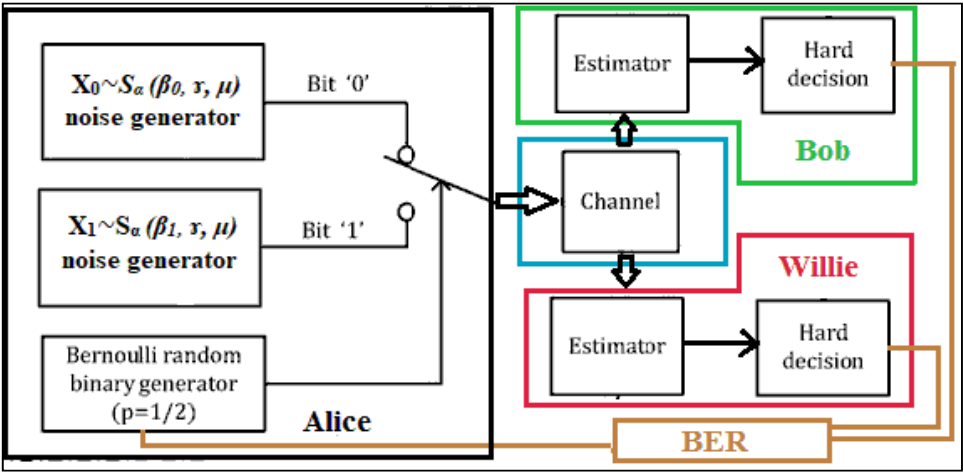 X₀~Sα (β₀, ɤ, μ)
noise generator
Bit ‘0’
X₁~Sα (β₁, ɤ, μ)
noise generator
Bit ‘1’
Bernoulli random
binary generator
(p=1/2)
Alice
Channel
Estimator
Hard
decision
Bob
Willie
Estimator
Hard
decision
BER